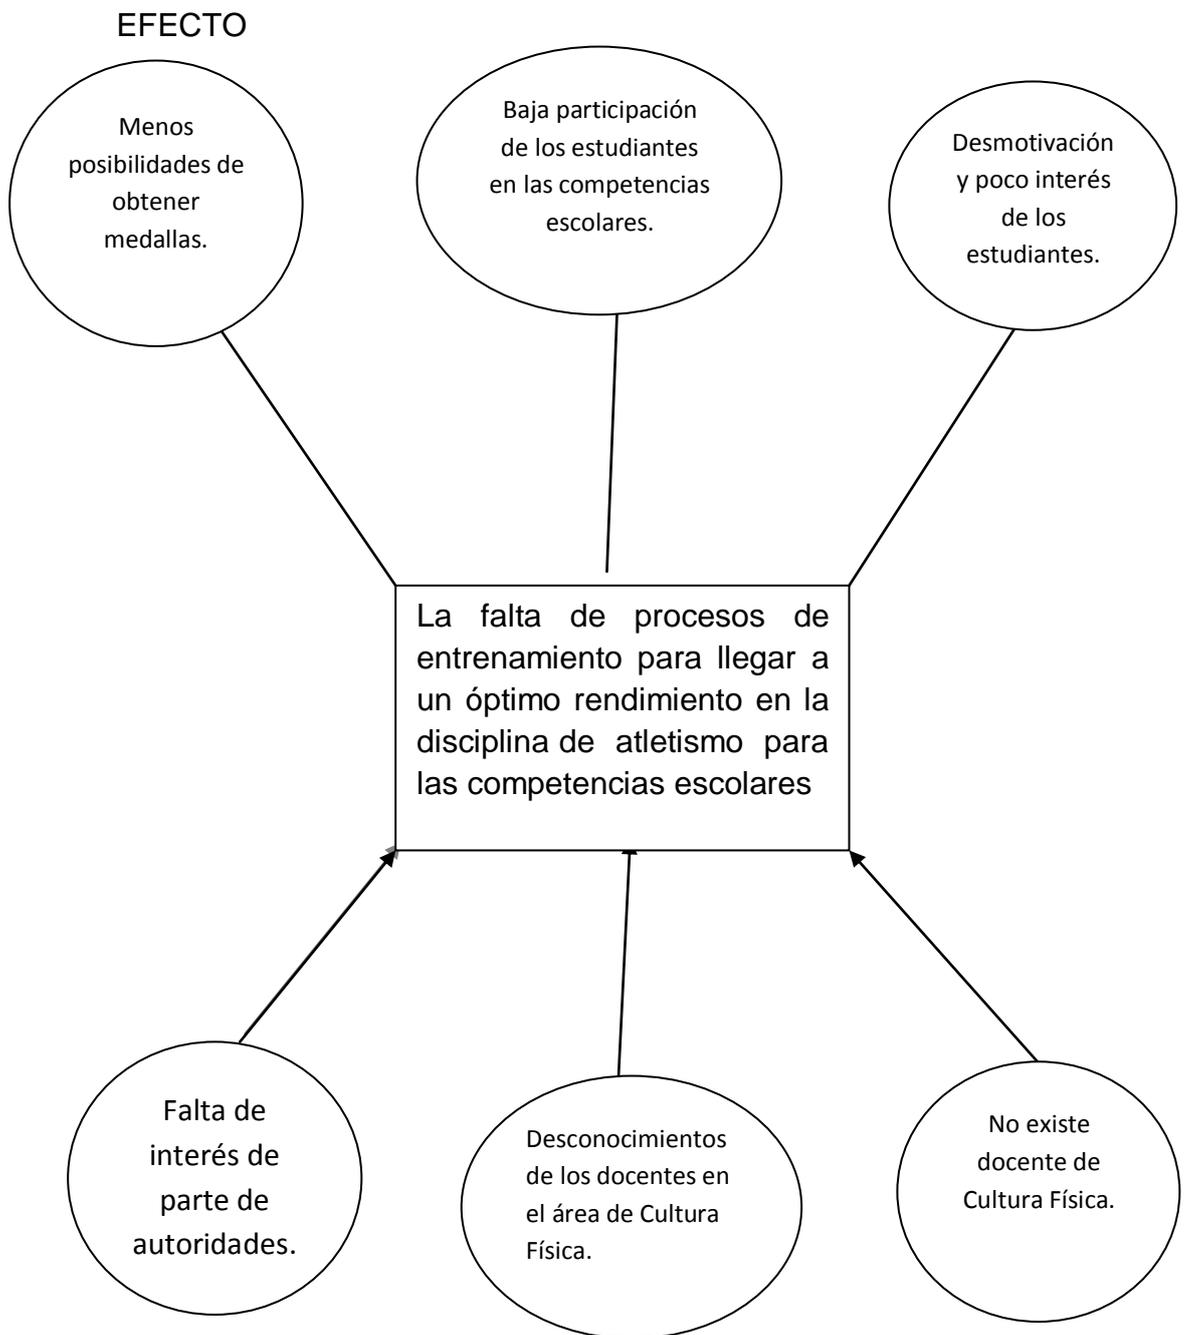 EFECTO
Menos
posibilidades de
obtener
medallas.
Baja participación
de los estudiantes
en las competencias
escolares.
Desmotivación
y poco interés
de los
estudiantes.
La falta de procesos de
entrenamiento para llegar a
un óptimo rendimiento en la
disciplina de atletismo para
las competencias escolares
Falta de
interés de
parte de
autoridades.
Desconocimientos
de los docentes en
el área de Cultura
Física.
No existe
docente de
Cultura Física.